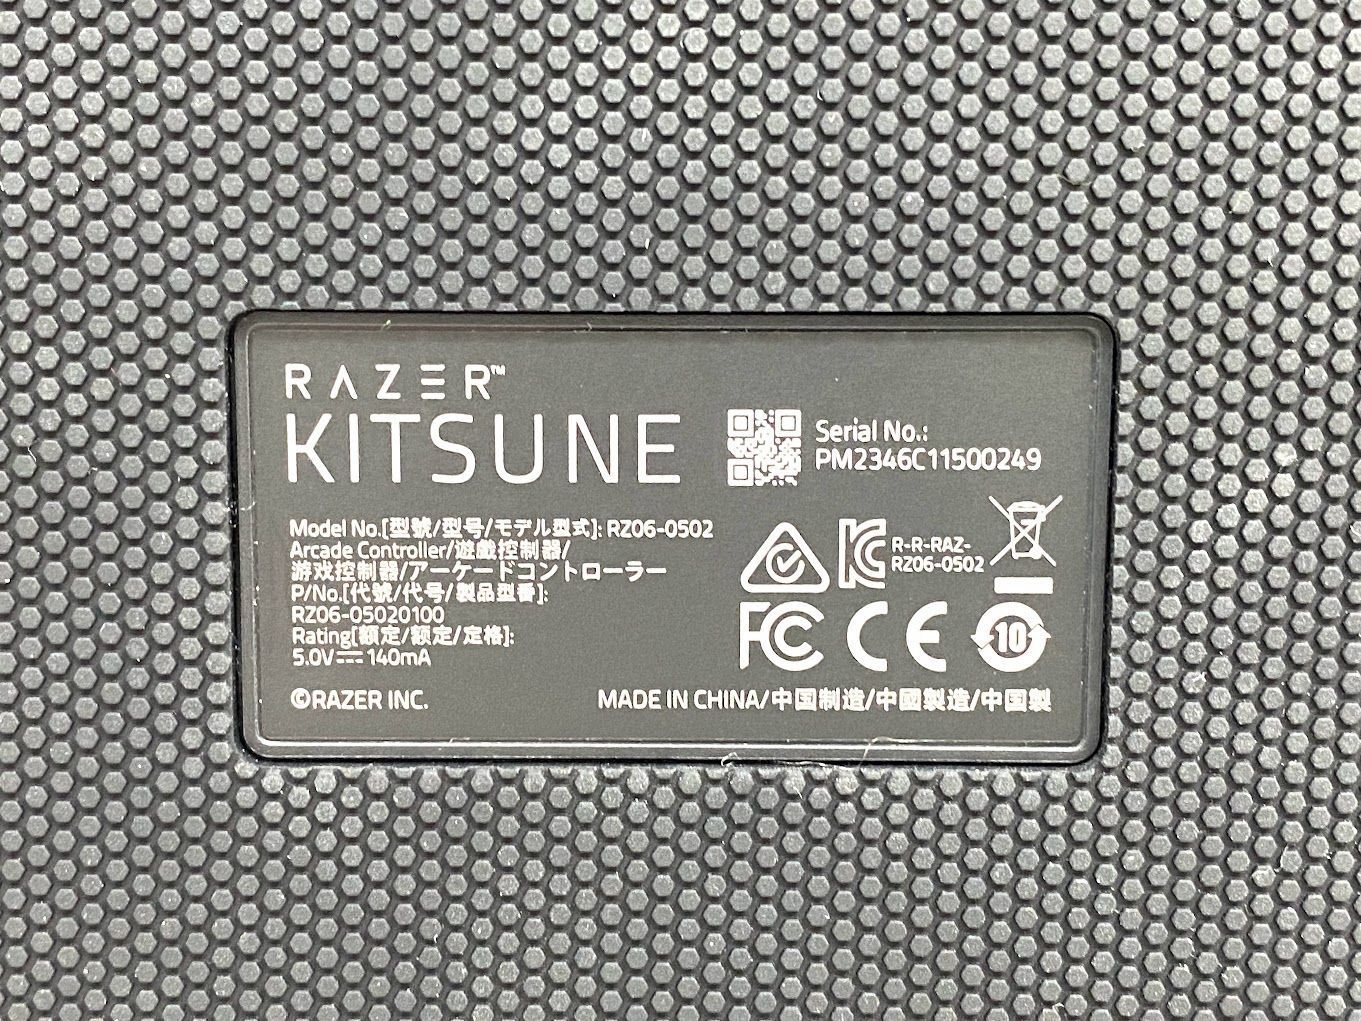 RAZER™
KITSUNE
Serial No.:
PM2346C11500249
Model No.[型號/型号/モデル型式]: RZ06-0502
Arcade Controller/遊戲控制器/
游戏控制器/アーケードコントローラー
P/No.[代號/代号/製品型番]:
RZ06-05020100
Rating[額定/额定/定格]:
5.0V⎓140mA
R-R-RAZ-
RZ06-0502
FC CE 10
©RAZER INC.
MADE IN CHINA/中国制造/中國製造/中国製